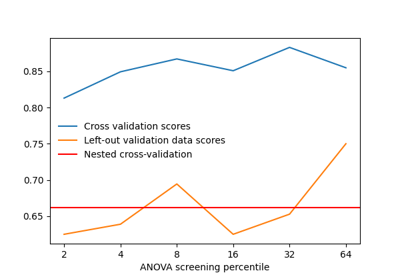 0.85
0.80
0.75
0.70
0.65
Cross validation scores
Left-out validation data scores
Nested cross-validation
2 4 8 16 32 64
ANOVA screening percentile